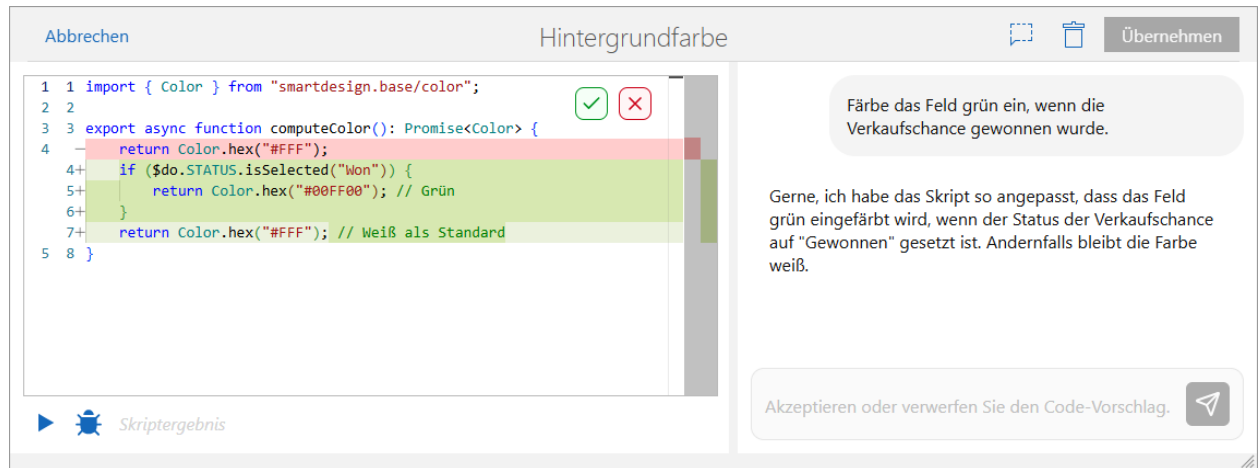 Abbrechen
Hintergrundfarbe
Übernehmen
1 1 import { Color } from "smartdesign.base/color";
2 2
3 3 export async function computeColor(): Promise<Color> {
4 — return Color.hex("#FFF");
4+ if ($do.STATUS.isSelected("Won")) {
5+ return Color.hex("#00FF00"); // Grün
6+ }
7+ return Color.hex("#FFF"); // Weiß als Standard
5 8 }
Skriptergebnis
Färbe das Feld grün ein, wenn die
Verkaufschance gewonnen wurde.
Gerne, ich habe das Skript so angepasst, dass das Feld
grün eingefärbt wird, wenn der Status der Verkaufschance
auf "Gewonnen" gesetzt ist. Andernfalls bleibt die Farbe
weiß.
Akzeptieren oder verwerfen Sie den Code-Vorschlag.